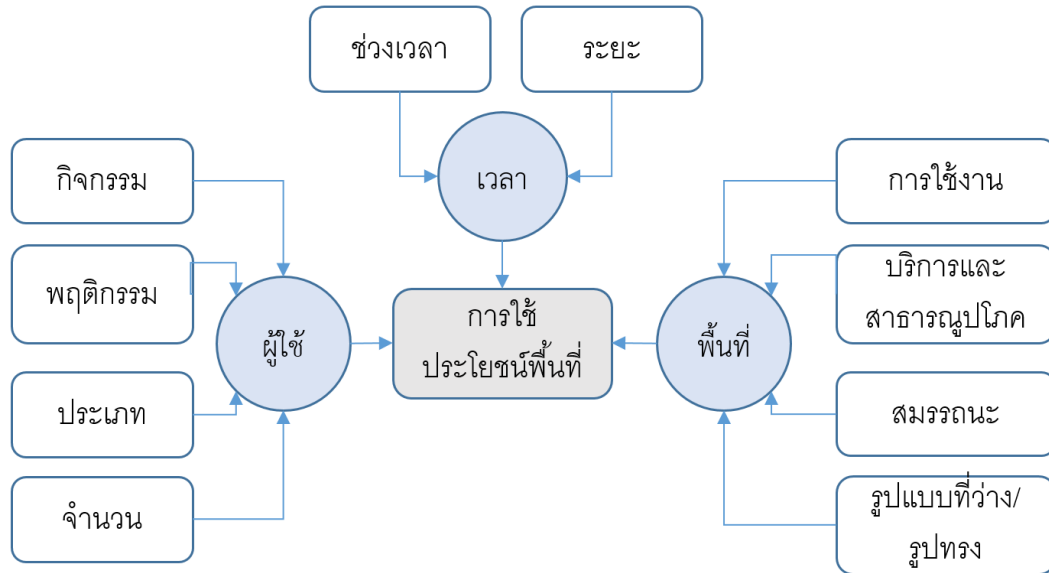 ช่วงเวลา
ระยะ
เวลา
กิจกรรม
พฤติกรรม
ประเภท
จำนวน
ผู้ใช้
การใช้
ประโยชน์พื้นที่
พื้นที่
การใช้งาน
บริการและ
สาธารณูปโภค
สมรรถนะ
รูปแบบที่ว่าง/
รูปทรง